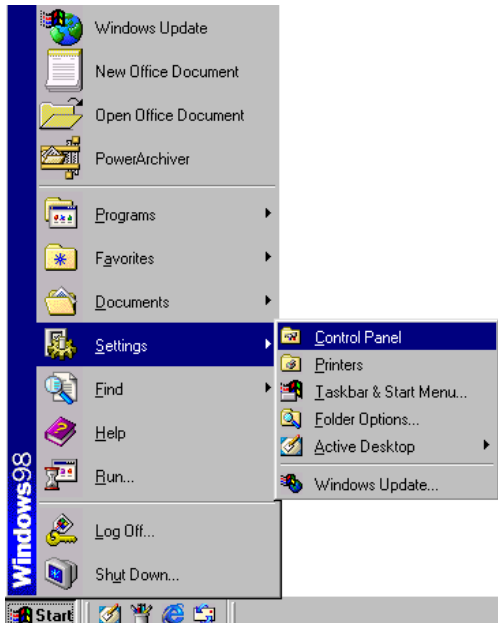 Windows Update
New Office Document
Open Office Document
PowerArchiver
Programs
Favorites
Documents
Settings
Find
Help
Run...
Log Off...
Shut Down...
Control Panel
Printers
Taskbar & Start Menu...
Folder Options...
Active Desktop
Windows Update...
Windows98
Start